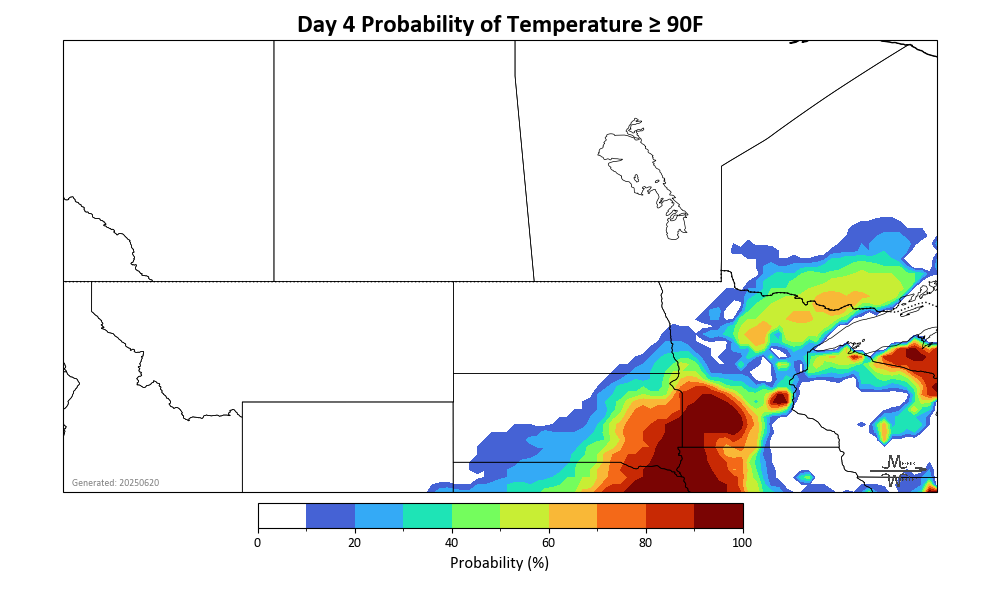 Day 4 Probability of Temperature ≥ 90F
Generated: 20250620
0 20 40 60 80 100
Probability (%)